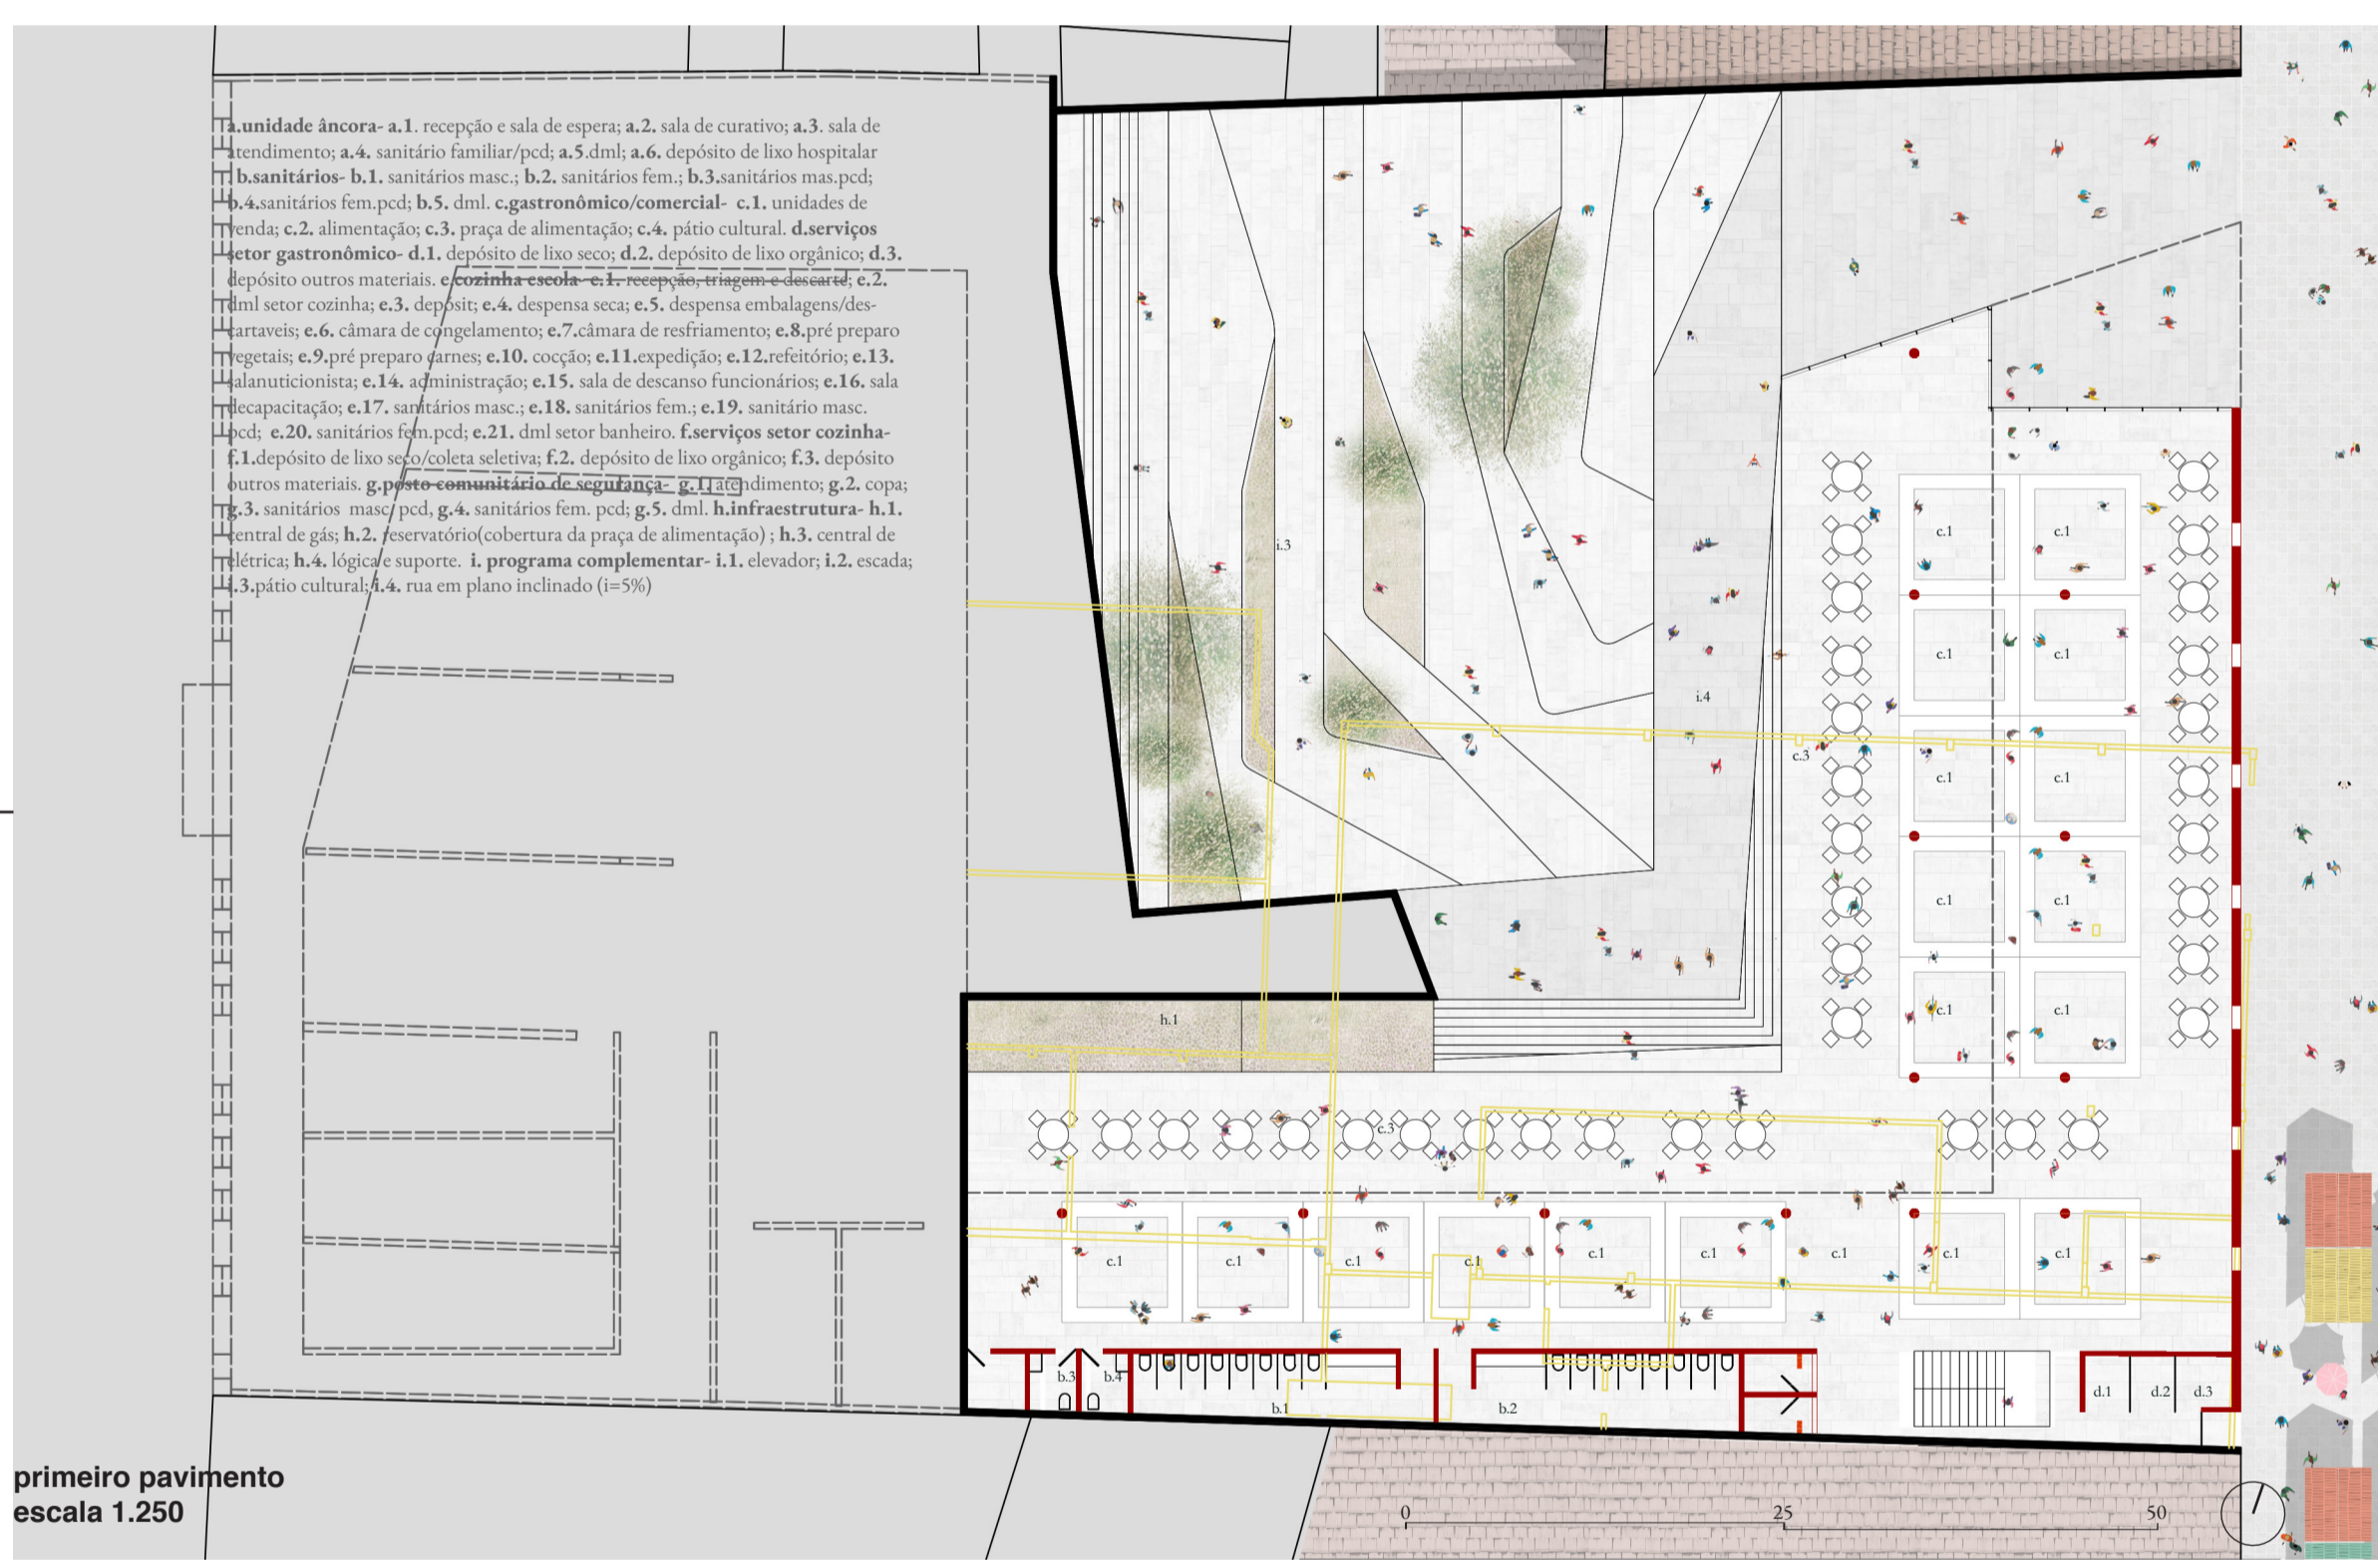 a.unidade âncora- a.1. recepção e sala de espera; a.2. sala de curativo; a.3. sala de
atendimento; a.4. sanitário familiar/pcd; a.5.dml; a.6. depósito de lixo hospitalar
b.sanitários- b.1. sanitários masc.; b.2. sanitários fem.; b.3.sanitários mas.pcd;
b.4.sanitários fem.pcd; b.5. dml. c.gastronômico/comercial- c.1. unidades de
venda; c.2. alimentação; c.3. praça de alimentação; c.4. pátio cultural. d.serviços
setor gastronômico- d.1. depósito de lixo seco; d.2. depósito de lixo orgânico; d.3.
depósito outros materiais. e.cozinha escola- e.1. recepção, triagem e descarte; e.2.
dml setor cozinha; e.3. deposit; e.4. despensa seca; e.5. despensa embalagens/des-
cartaveis; e.6. câmara de congelamento; e.7.câmara de resfriamento; e.8.pré preparo
vegetais; e.9.pré preparo carnes; e.10. cocção; e.11.expedição; e.12.refeitório; e.13.
salanuticionista; e.14. administração; e.15. sala de descanso funcionários; e.16. sala
decapacitação; e.17. sanitários masc.; e.18. sanitários fem.; e.19. sanitário masc.
pcd; e.20. sanitários fem.pcd; e.21. dml setor banheiro. f.serviços setor cozinha-
f.1.depósito de lixo seco/coleta seletiva; f.2. depósito de lixo orgânico; f.3. depósito
outros materiais. g.posto comunitário de segurança- g.1. atendimento; g.2. copa;
g.3. sanitários masc. pcd, g.4. sanitários fem. pcd; g.5. dml. h.infraestrutura- h.1.
central de gás; h.2. reservatório(cobertura da praça de alimentação) ; h.3. central de
elétrica; h.4. lógica e suporte. i. programa complementar- i.1. elevador; i.2. escada;
i.3.pátio cultural; i.4. rua em plano inclinado (i=5%)
c.1 c.1
i.3
c.1 c.1
i.4
c.3
c.1 c.1
c.1 c.1
c.1 c.1
h.1
c.3
c.1 c.1 c.1 c.1 c.1 c.1 c.1 c.1 c.1
b.3 b.4
d.1 d.2 d.3
b.1 b.2
primeiro pavimento
escala 1.250
0 25 50